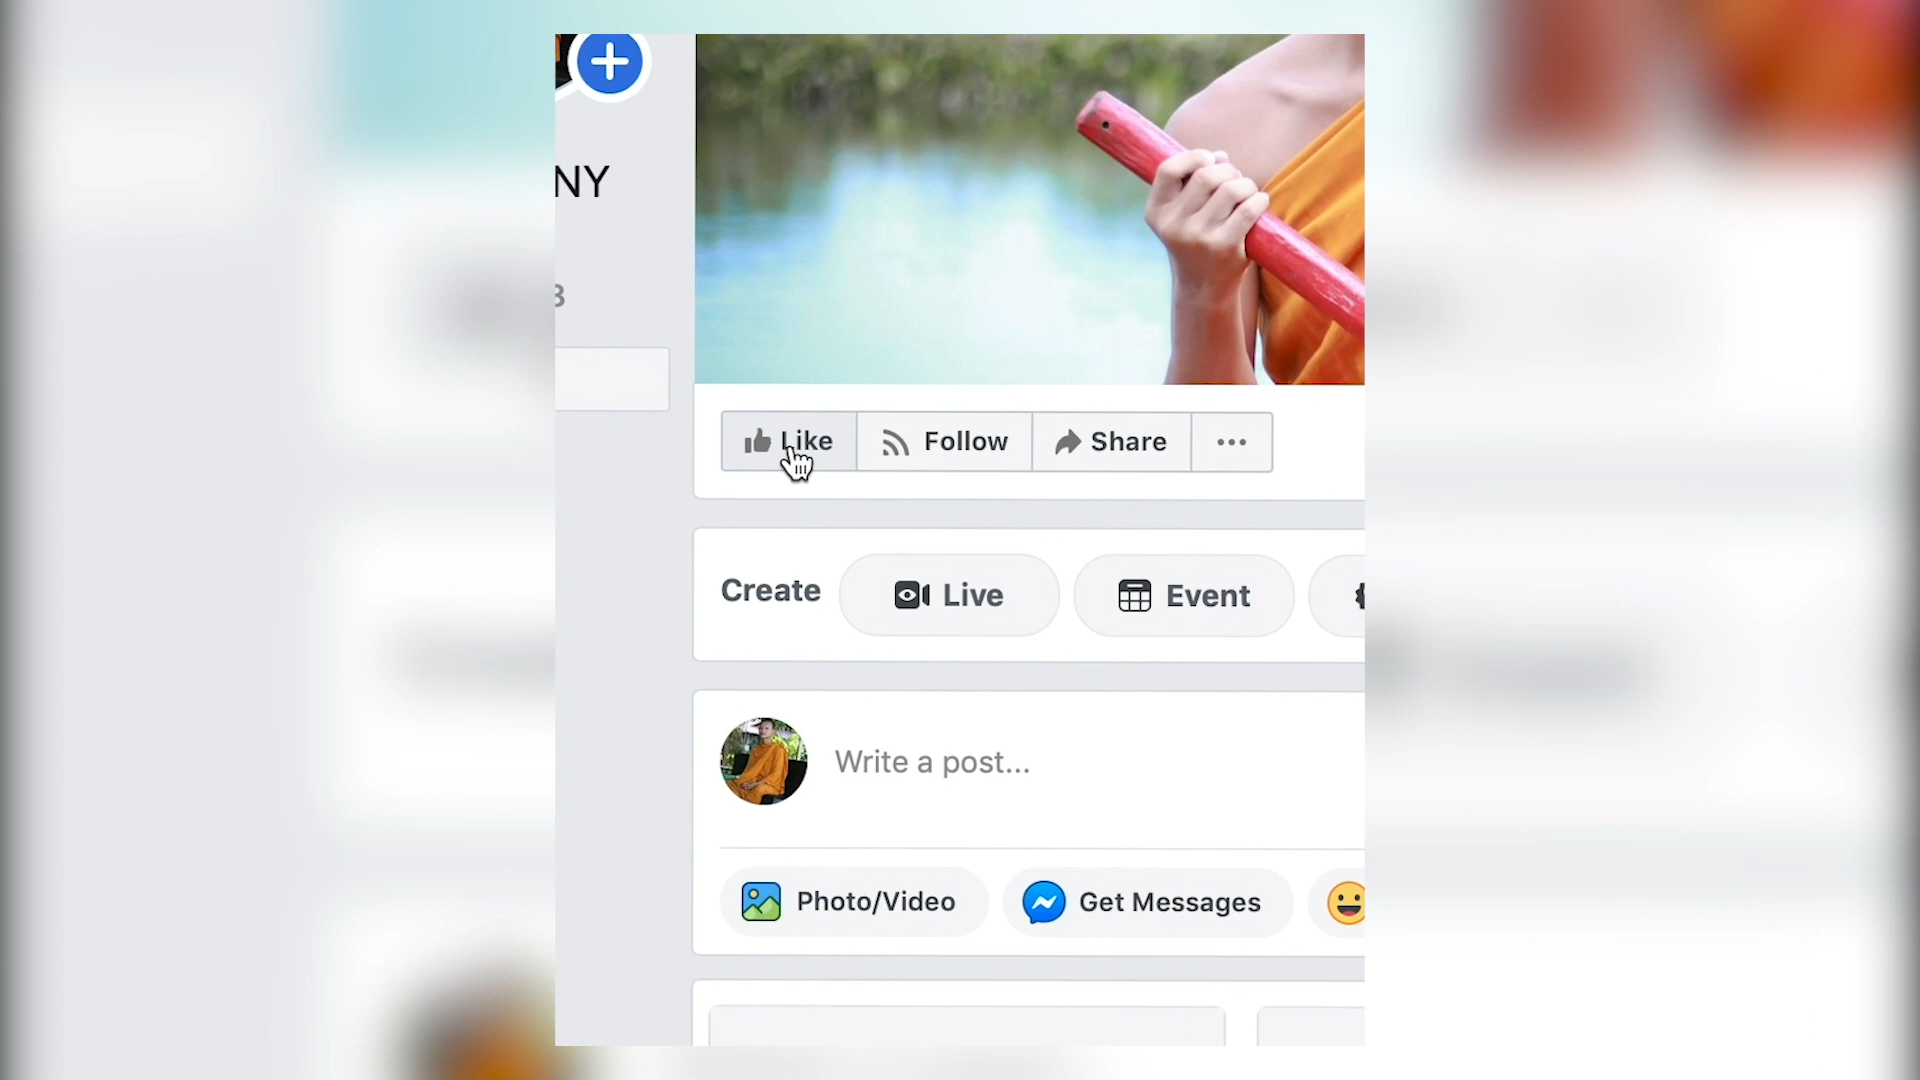 NY
Like Follow Share
Create Live Event
Write a post...
Photo/Video Get Messages